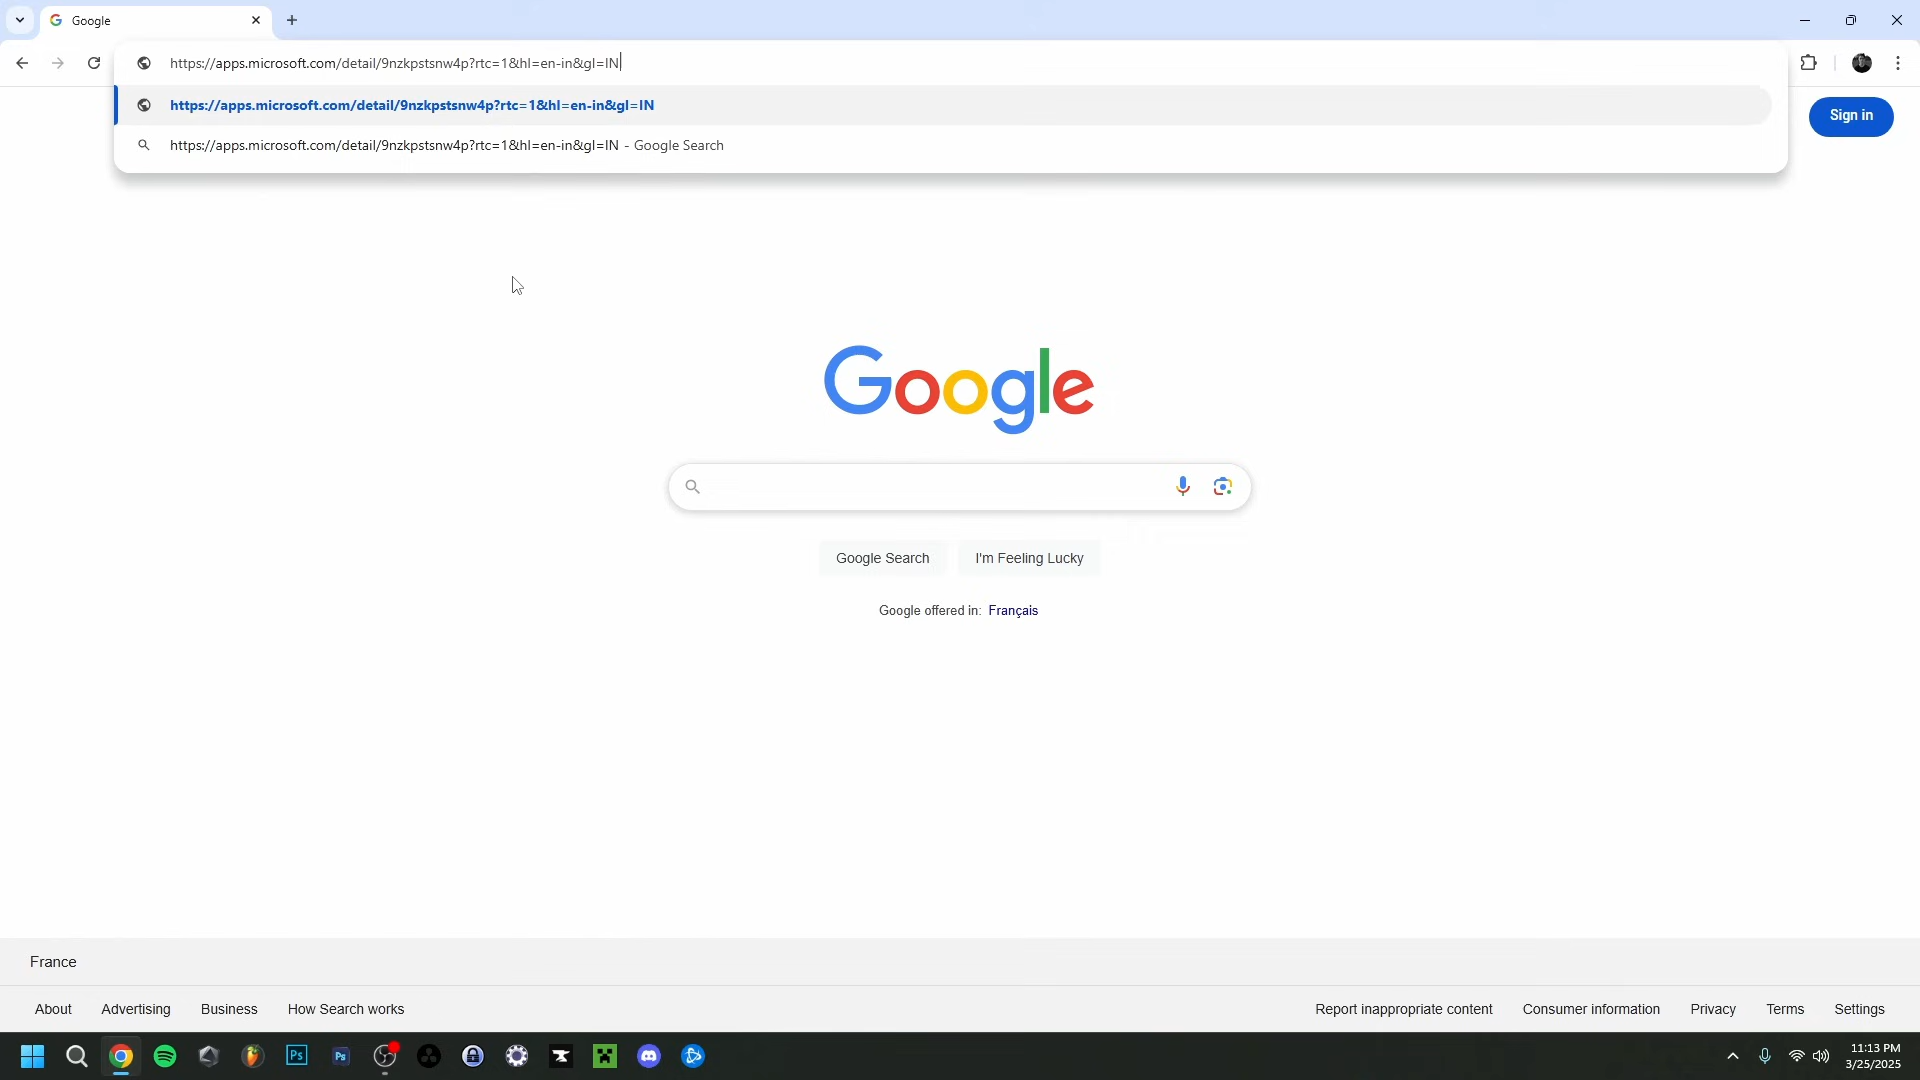 Google
https://apps.microsoft.com/detail/9nzkpstsnw4p?rtc=1&hl=en-in&gl=IN
https://apps.microsoft.com/detail/9nzkpstsnw4p?rtc=1&hl=en-in&gl=IN
https://apps.microsoft.com/detail/9nzkpstsnw4p?rtc=1&hl=en-in&gl=IN - Google Search
Sign in
Google
Google Search I'm Feeling Lucky
Google offered in: Français
France
About Advertising Business How Search works Report inappropriate content Consumer information Privacy Terms Settings
Ps Ps
11:13 PM
3/25/2025